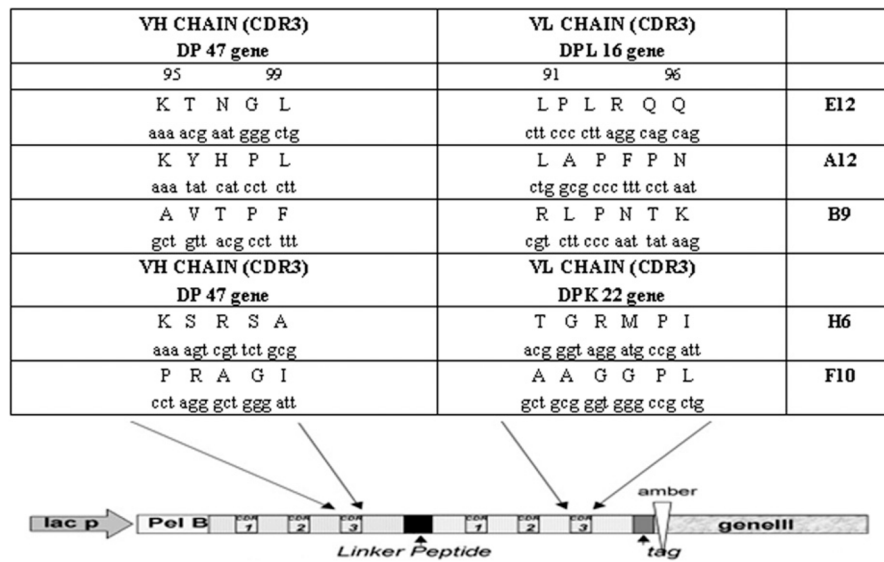 VH CHAIN (CDR3) VL CHAIN (CDR3)
DP 47 gene DPL 16 gene
95 99 91 96
K T N G L L P L R Q Q E12
aaa acg aat ggg ctg ctt ccc ctt agg cag cag
K Y H P L L A P F P N A12
aaa tat cat cct ctt ctg gcg ccc ttt cct aat
A V T P F R L P N T K B9
gct gtt acg cct ttt cgt ctt ccc aat tat aag
VH CHAIN (CDR3) VL CHAIN (CDR3)
DP 47 gene DPK 22 gene
K S R S A T G R M P I H6
aaa agt cgt tct gcg acg ggt agg atg ccg att
P R A G I A A G G P L F10
cct agg gct ggg att gct gcg ggt ggg ccg ctg
amber
lac p Pel B CDR 1 CDR 2 CDR 3 CDR 1 CDR 2 CDR 3 geneIII
Linker Peptide tag